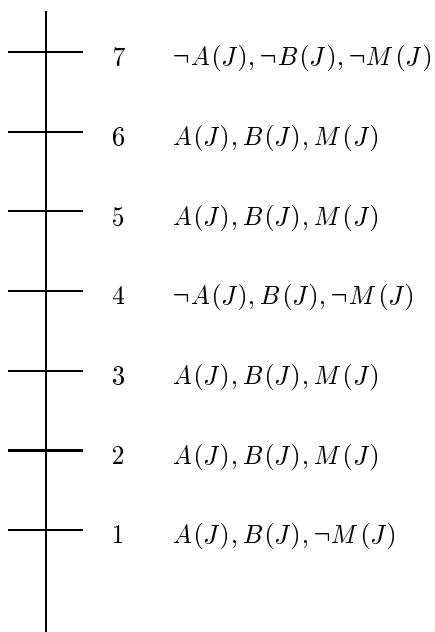 7 ¬A(J), ¬B(J), ¬M(J)
6 A(J), B(J), M(J)
5 A(J), B(J), M(J)
4 ¬A(J), B(J), ¬M(J)
3 A(J), B(J), M(J)
2 A(J), B(J), M(J)
1 A(J), B(J), ¬M(J)